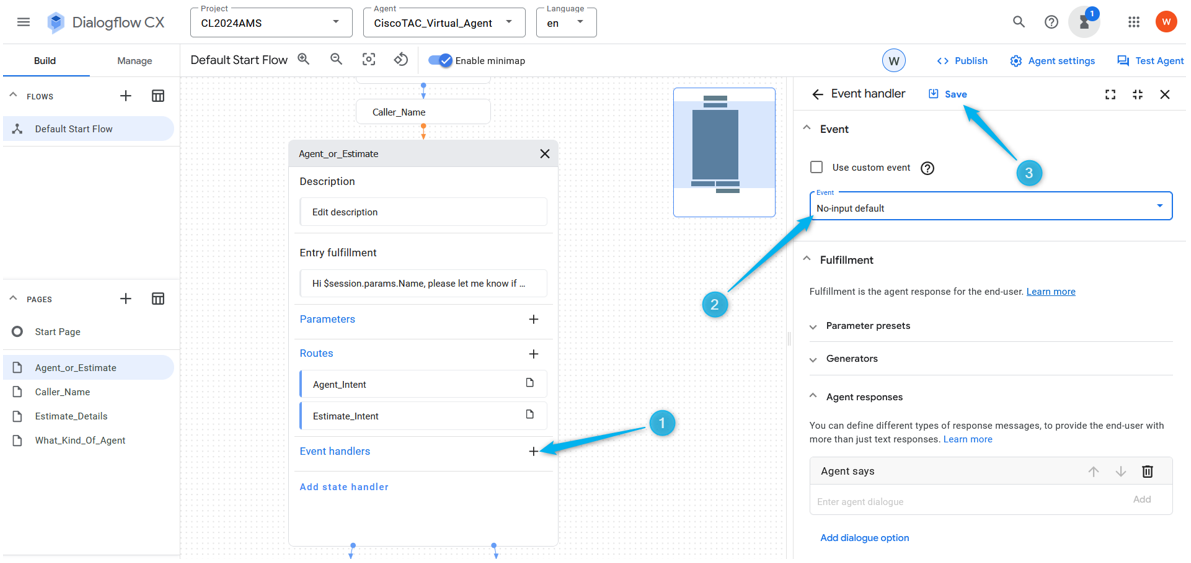 Dialogflow CX
Project
CL2024AMS
Agent
CiscoTAC_Virtual_Agent
Language
en
1
W
Build
Manage
Default Start Flow
Enable minimap
W
Publish
Agent settings
Test Agent
FLOWS
Default Start Flow
PAGES
Start Page
Agent_or_Estimate
Caller_Name
Estimate_Details
What_Kind_Of_Agent
Caller_Name
Agent_or_Estimate
Description
Edit description
Entry fulfillment
Hi $session.params.Name, please let me know if ...
Parameters
Routes
Agent_Intent
Estimate_Intent
Event handlers
Add state handler
1
2
3
Event handler
Save
Event
Use custom event
Event
No-input default
Fulfillment
Fulfillment is the agent response for the end-user. Learn more
Parameter presets
Generators
Agent responses
You can define different types of response messages, to provide the end-user with
more than just text responses. Learn more
Agent says
Enter agent dialogue
Add
Add dialogue option